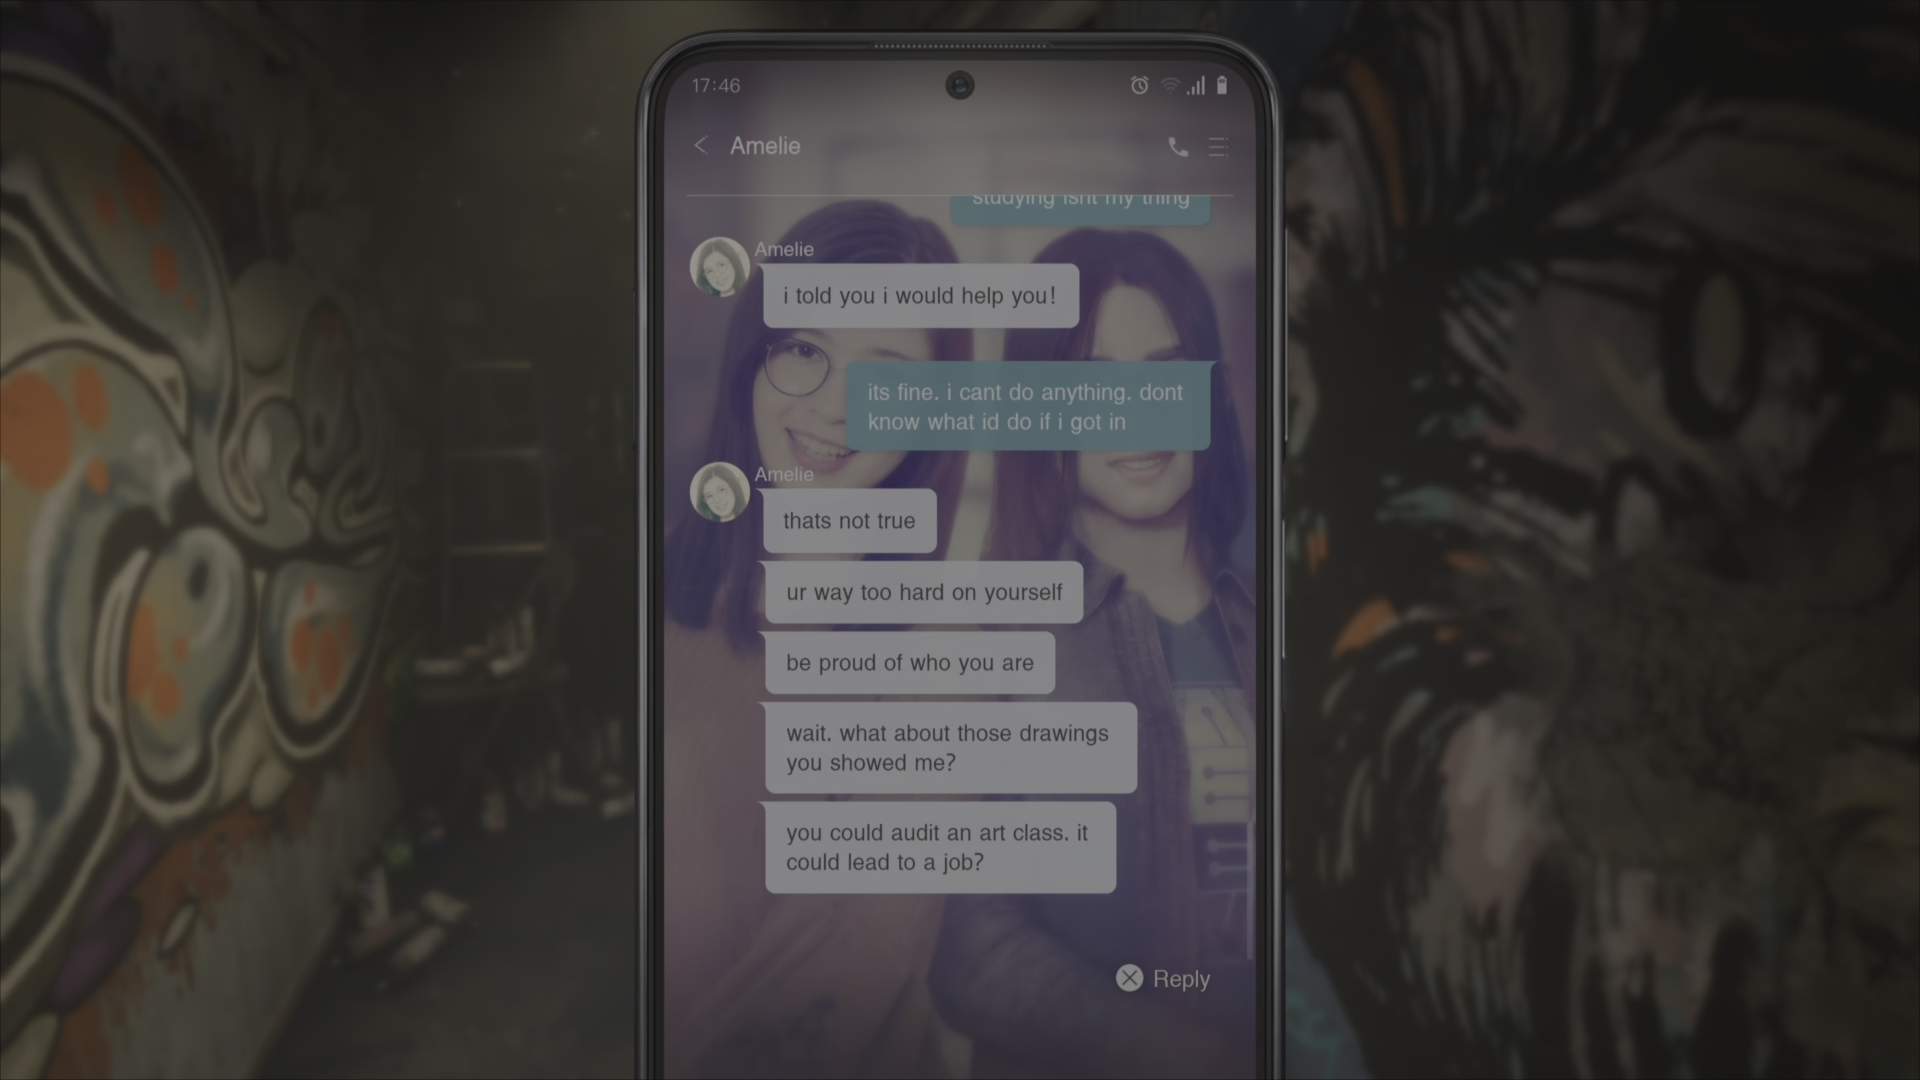 17:46
Amelie
studying isnt my thing
Amelie
i told you i would help you!
its fine. i cant do anything. dont
know what id do if i got in
Amelie
thats not true
ur way too hard on yourself
be proud of who you are
wait. what about those drawings
you showed me?
you could audit an art class. it
could lead to a job?
Reply